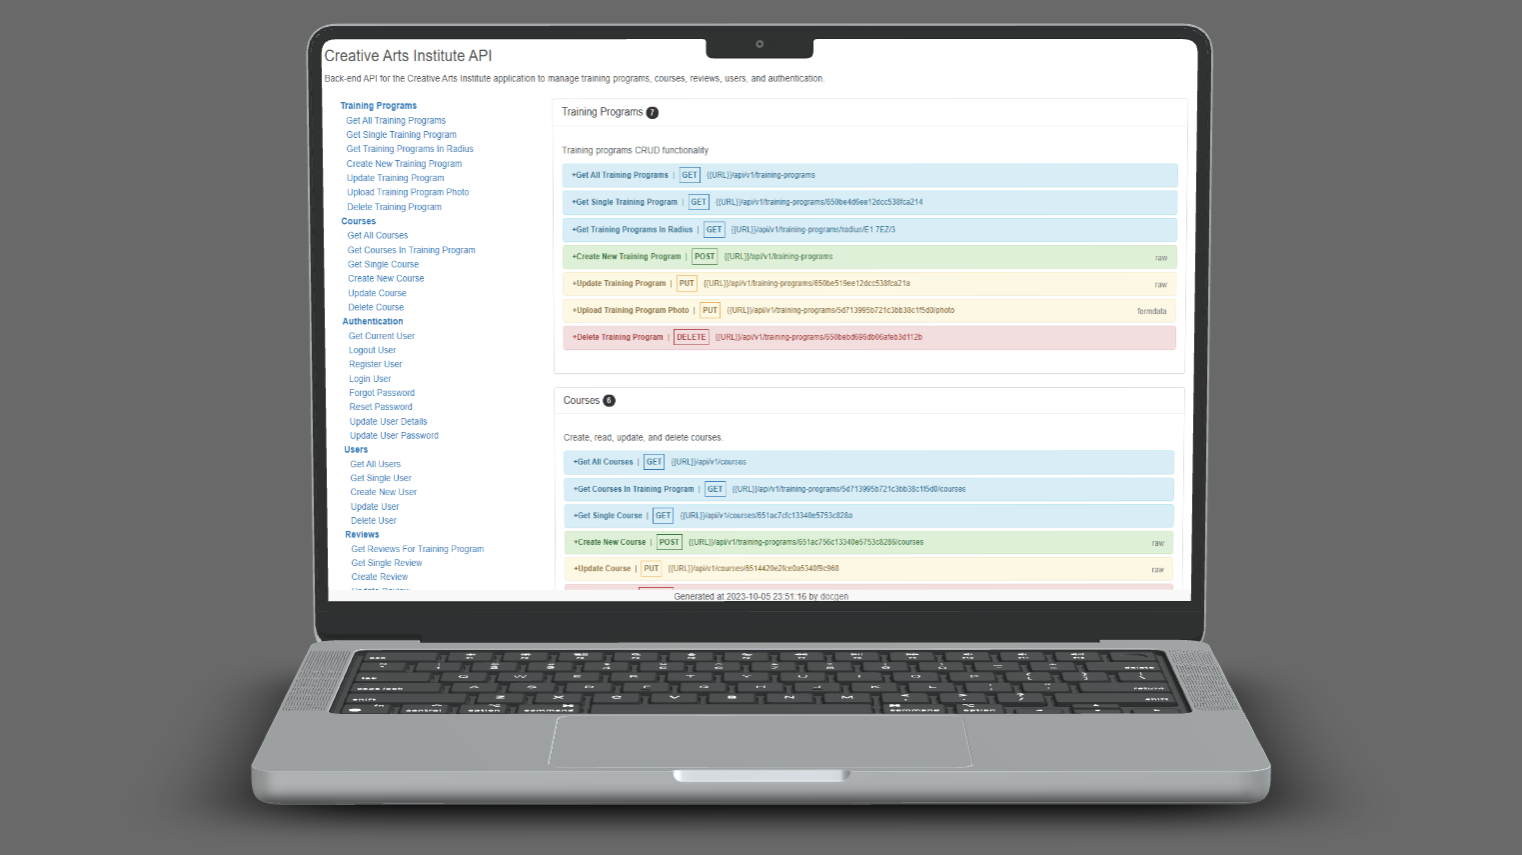 Creative Arts Institute API
Back-end API for the Creative Arts Institute application to manage training programs, courses, reviews, users, and authentication.
Training Programs
Get All Training Programs
Get Single Training Program
Get Training Programs In Radius
Create New Training Program
Update Training Program
Upload Training Program Photo
Delete Training Program
Courses
Get All Courses
Get Courses In Training Program
Get Single Course
Create New Course
Update Course
Delete Course
Authentication
Get Current User
Logout User
Register User
Login User
Forgot Password
Reset Password
Update User Details
Update User Password
Users
Get All Users
Get Single User
Create New User
Update User
Delete User
Reviews
Get Reviews For Training Program
Get Single Review
Create Review
Training Programs 7
Training programs CRUD functionality
+Get All Training Programs | GET {{URL}}/api/v1/training-programs
+Get Single Training Program | GET {{URL}}/api/v1/training-programs/650be4d6ee12dcc538fca214
+Get Training Programs In Radius | GET {{URL}}/api/v1/training-programs/radius/E1 7EZ/3
+Create New Training Program | POST {{URL}}/api/v1/training-programs raw
+Update Training Program | PUT {{URL}}/api/v1/training-programs/650be519ee12dcc538fca21a raw
+Upload Training Program Photo | PUT {{URL}}/api/v1/training-programs/5d713995b721c3bb38c1f5d0/photo formdata
+Delete Training Program | DELETE {{URL}}/api/v1/training-programs/650bebd696db06afeb3d112b
Courses 6
Create, read, update, and delete courses.
+Get All Courses | GET {{URL}}/api/v1/courses
+Get Courses In Training Program | GET {{URL}}/api/v1/training-programs/5d713995b721c3bb38c1f5d0/courses
+Get Single Course | GET {{URL}}/api/v1/courses/651ac7cfc13340e5753c828a
+Create New Course | POST {{URL}}/api/v1/training-programs/651ac756c13340e5753c8286/courses raw
+Update Course | PUT {{URL}}/api/v1/courses/6514420e2fce0a5340f9c968 raw
Generated at 2023-10-05 23:51:16 by docgen